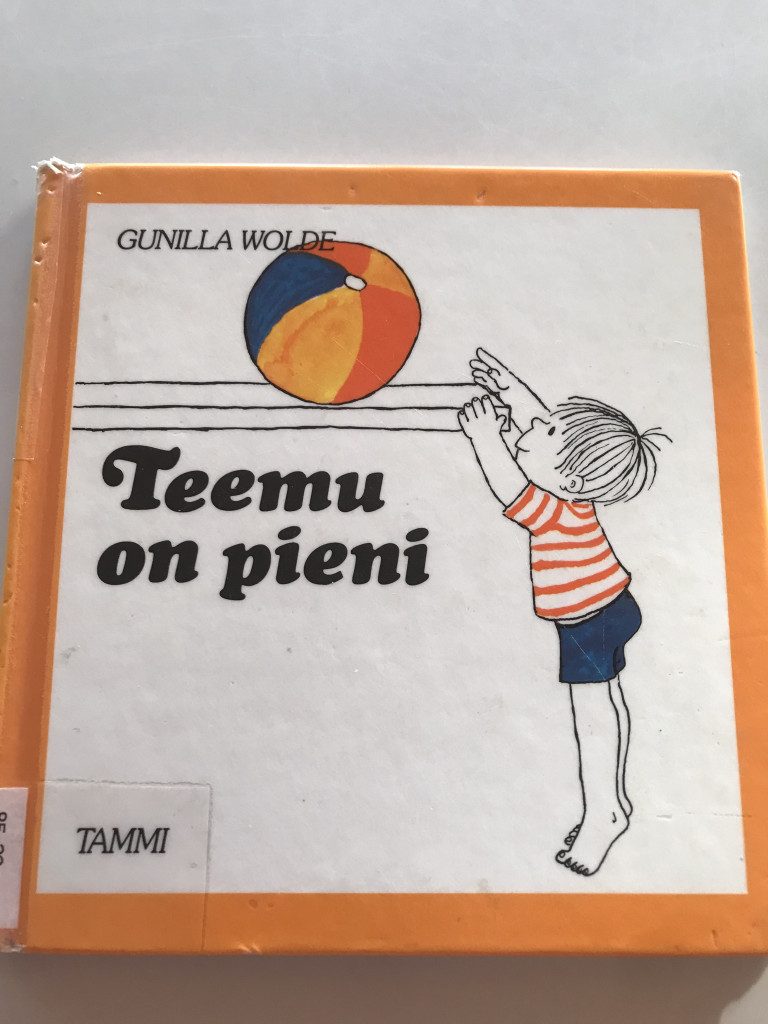 GUNILLA WOLDE
Teemu
on pieni
TAMMI